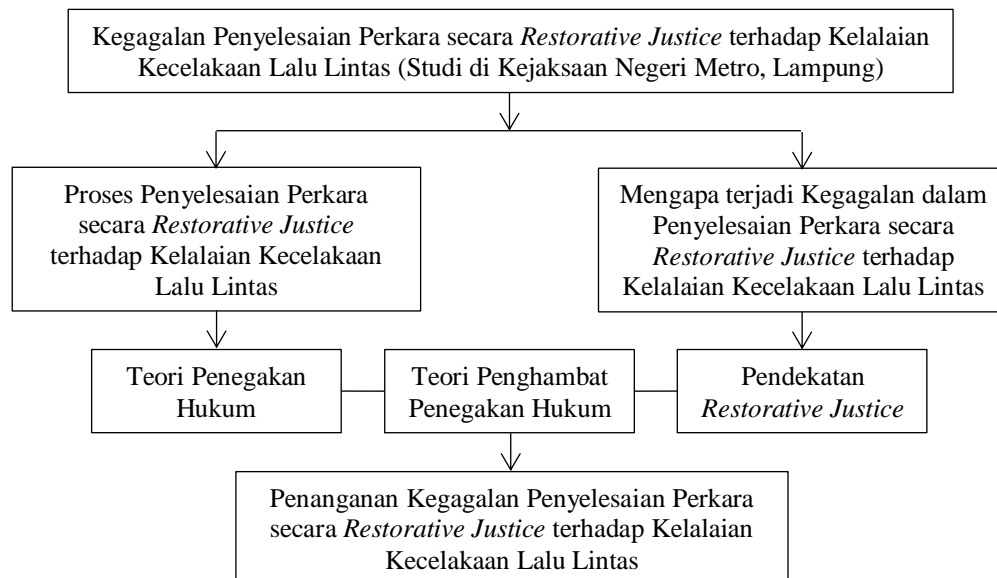 Kegagalan Penyelesaian Perkara secara Restorative Justice terhadap Kelalaian
Kecelakaan Lalu Lintas (Studi di Kejaksaan Negeri Metro, Lampung)
Proses Penyelesaian Perkara
secara Restorative Justice
terhadap Kelalaian Kecelakaan
Lalu Lintas
Mengapa terjadi Kegagalan dalam
Penyelesaian Perkara secara
Restorative Justice terhadap
Kelalaian Kecelakaan Lalu Lintas
Teori Penegakan
Hukum
Teori Penghambat
Penegakan Hukum
Pendekatan
Restorative Justice
Penanganan Kegagalan Penyelesaian Perkara
secara Restorative Justice terhadap Kelalaian
Kecelakaan Lalu Lintas